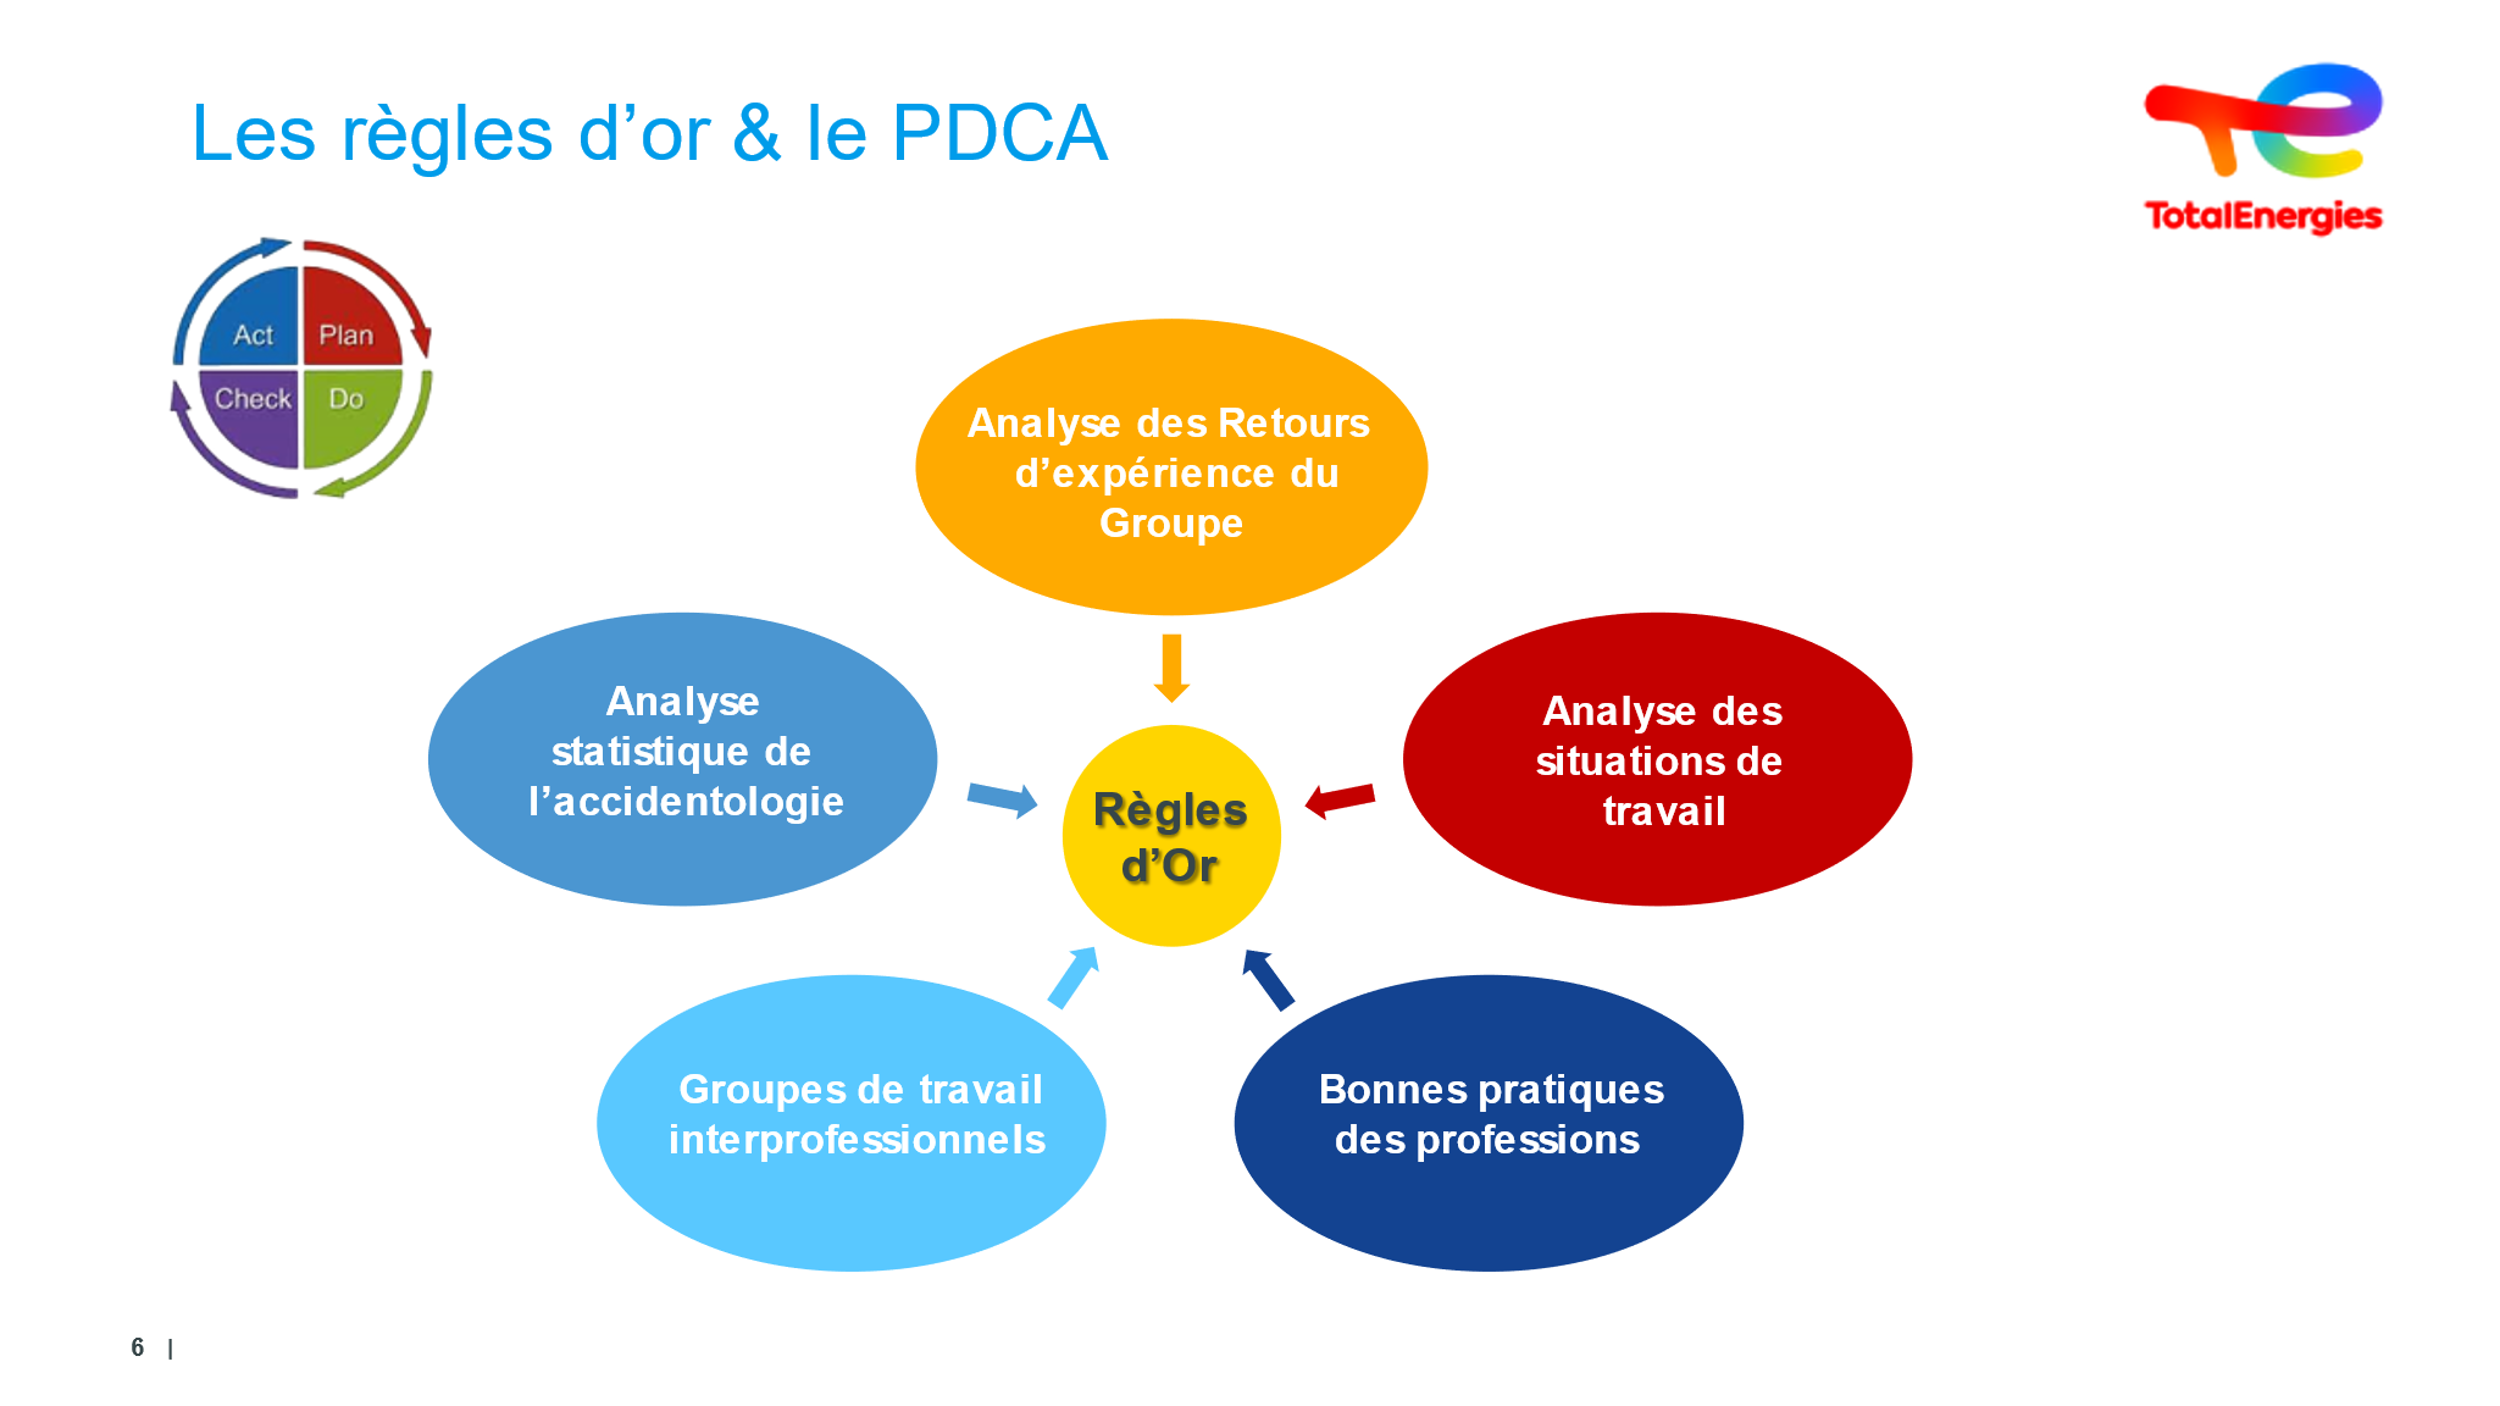 Les règles d’or & le PDCA
TotalEnergies
Act
Plan
Check
Do
Analyse des Retours
d’expérience du
Groupe
Analyse
statistique de
l’accidentologie
Analyse des
situations de
travail
Règles
d’Or
Groupes de travail
interprofessionnels
Bonnes pratiques
des professions
6 |